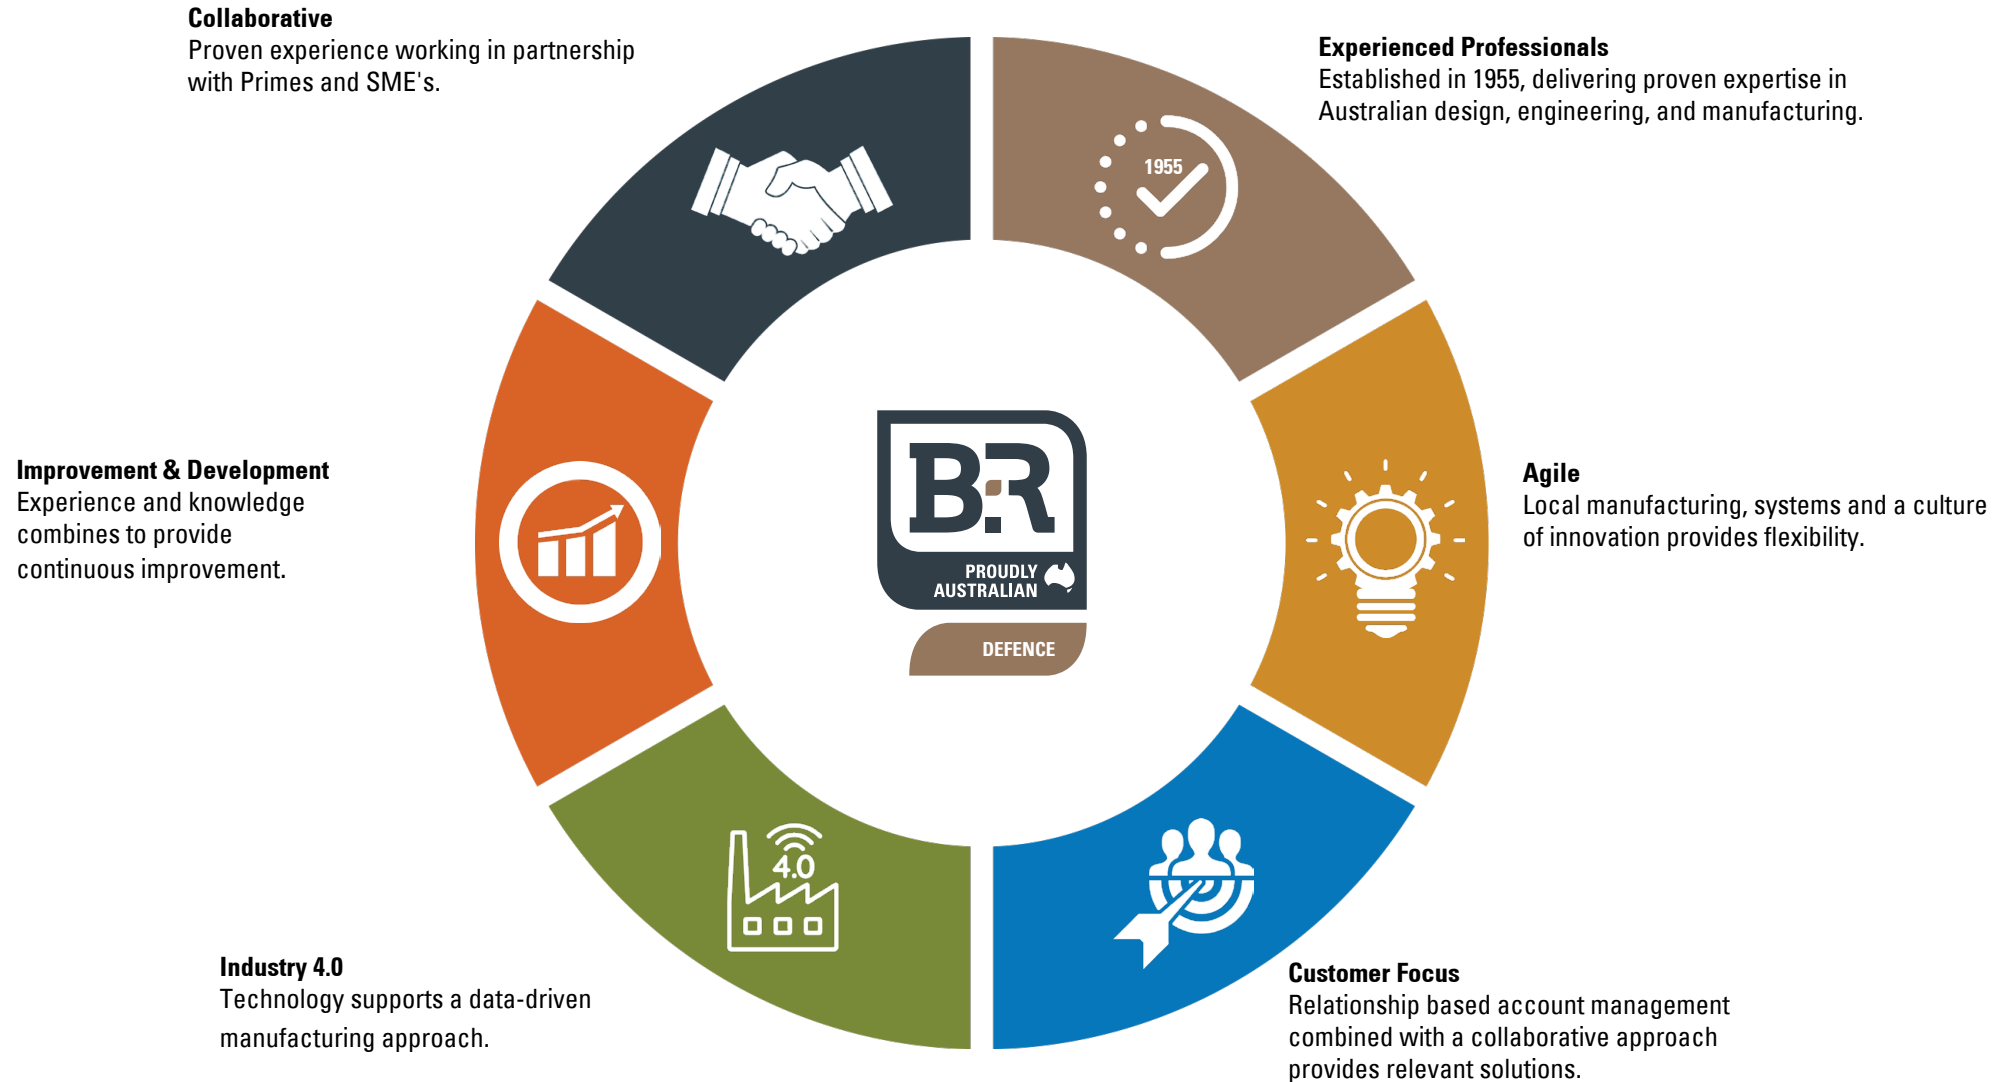 Collaborative
Proven experience working in partnership
with Primes and SME's.
Experienced Professionals
Established in 1955, delivering proven expertise in
Australian design, engineering, and manufacturing.
1955
Improvement & Development
Experience and knowledge
combines to provide
continuous improvement.
BR
PROUDLY
AUSTRALIAN
DEFENCE
Agile
Local manufacturing, systems and a culture
of innovation provides flexibility.
4.0
Industry 4.0
Technology supports a data-driven
manufacturing approach.
Customer Focus
Relationship based account management
combined with a collaborative approach
provides relevant solutions.